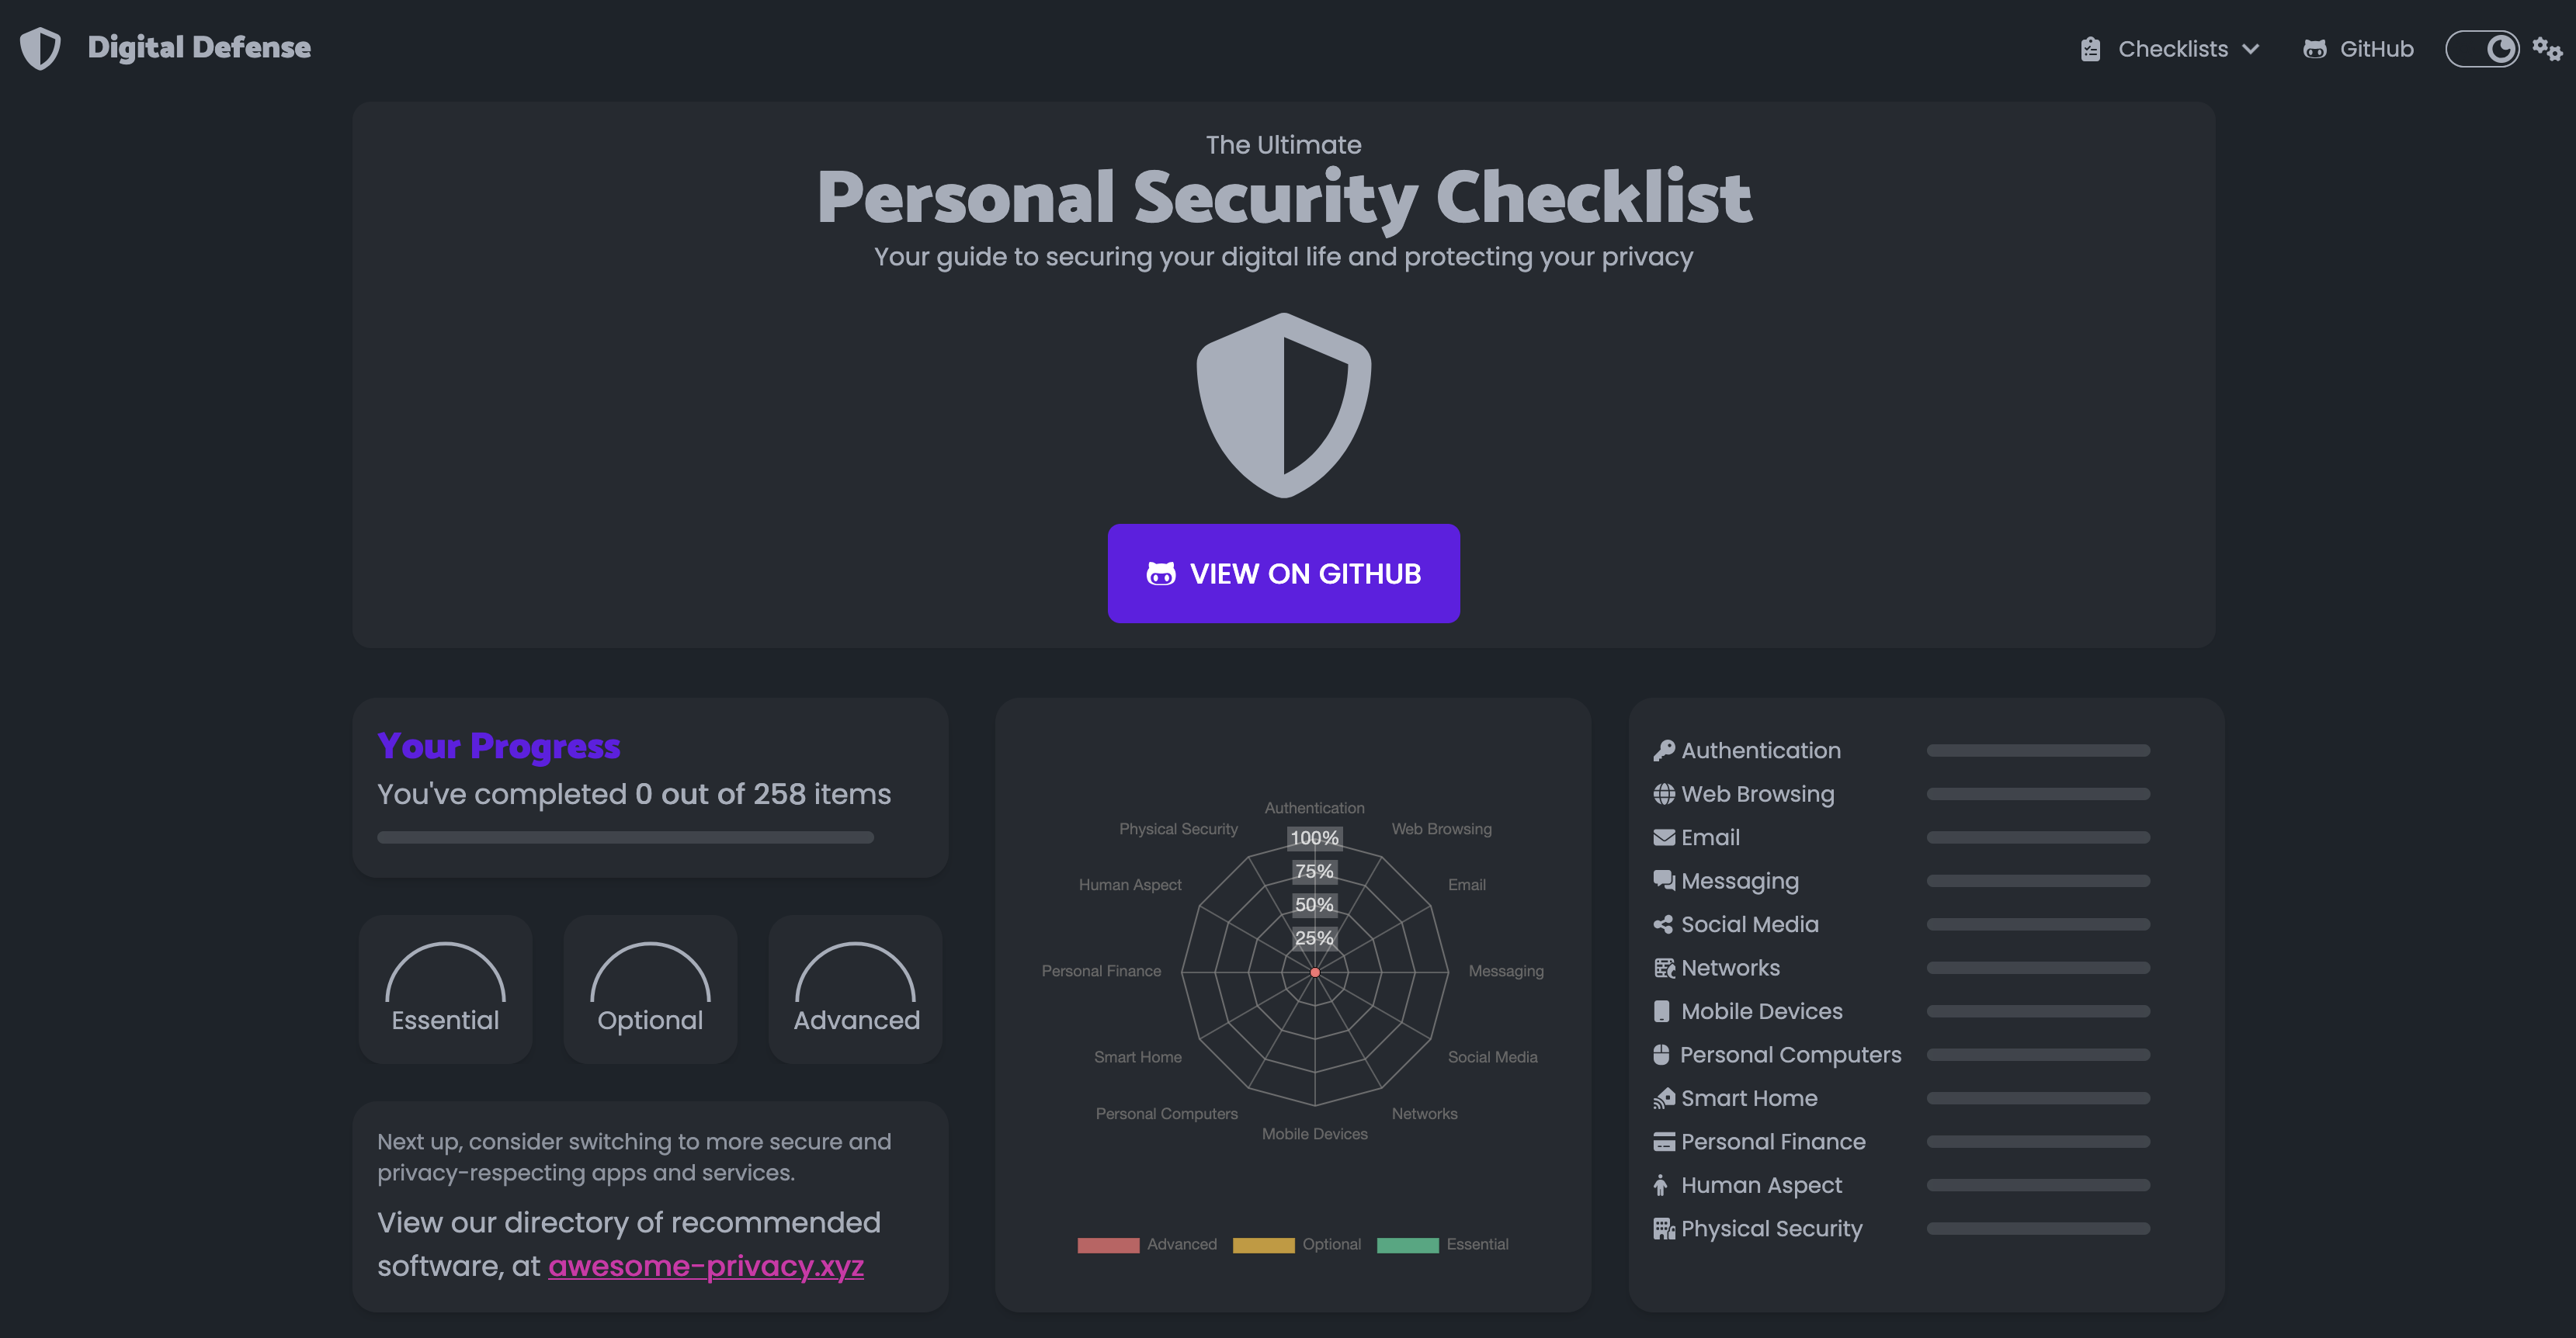 Digital Defense
Checklists
GitHub
The Ultimate
Personal Security Checklist
Your guide to securing your digital life and protecting your privacy
VIEW ON GITHUB
Your Progress
You've completed 0 out of 258 items
Essential
Optional
Advanced
Next up, consider switching to more secure and
privacy-respecting apps and services.
View our directory of recommended
software, at awesome-privacy.xyz
Authentication
Physical Security
Web Browsing
100%
75%
Human Aspect
Email
50%
25%
Personal Finance
Messaging
Smart Home
Social Media
Personal Computers
Networks
Mobile Devices
Advanced
Optional
Essential
Authentication
Web Browsing
Email
Messaging
Social Media
Networks
Mobile Devices
Personal Computers
Smart Home
Personal Finance
Human Aspect
Physical Security